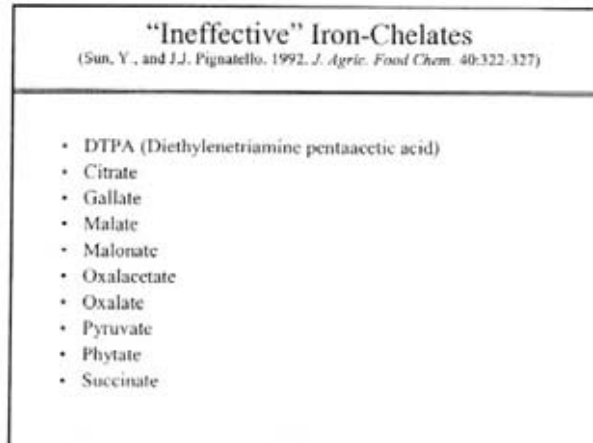 “Ineffective” Iron-Chelates
(Sun, Y., and J.J. Pignatello. 1992. J. Agric. Food Chem. 40:322-327)
• DTPA (Diethylenetriamine pentaacetic acid)
• Citrate
• Gallate
• Malate
• Malonate
• Oxalacetate
• Oxalate
• Pyruvate
• Phytate
• Succinate